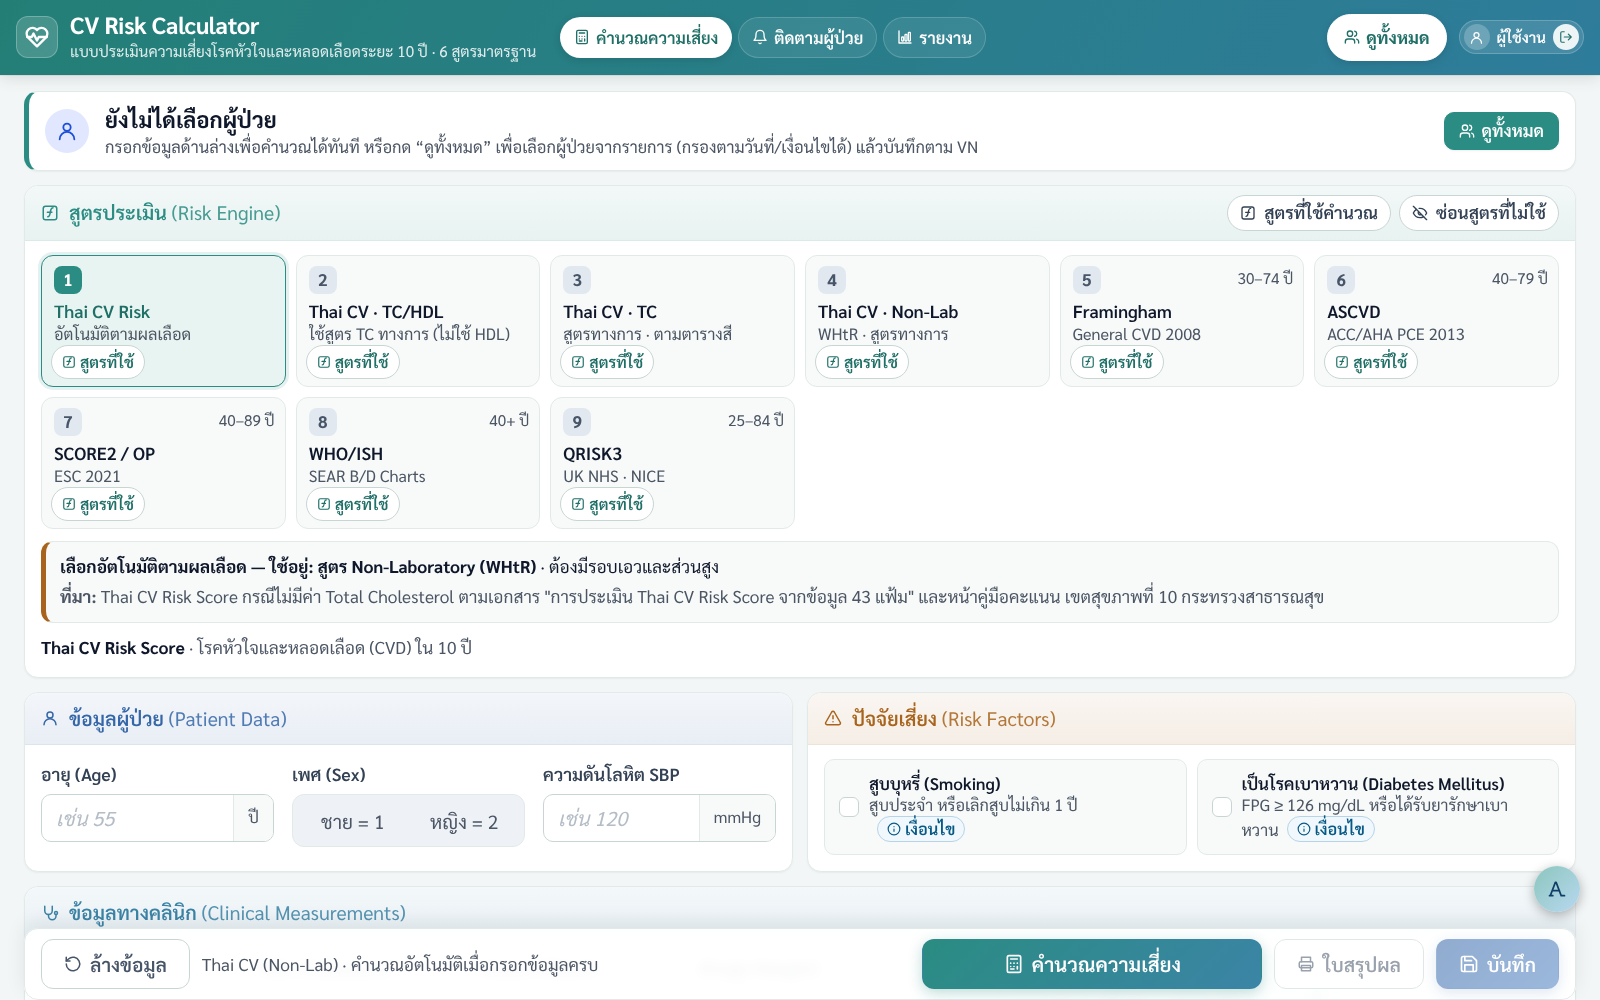 CV Risk Calculator
แบบประเมินความเสี่ยงโรคหัวใจและหลอดเลือดระยะ 10 ปี · 6 สูตรมาตรฐาน
คำนวณความเสี่ยง
ติดตามผู้ป่วย
รายงาน
ดูทั้งหมด
ผู้ใช้งาน
ยังไม่ได้เลือกผู้ป่วย
กรอกข้อมูลด้านล่างเพื่อคำนวณได้ทันที หรือกด “ดูทั้งหมด” เพื่อเลือกผู้ป่วยจากรายการ (กรองตามวันที่/เงื่อนไขได้) แล้วบันทึกตาม VN
ดูทั้งหมด
สูตรประเมิน (Risk Engine)
สูตรที่ใช้คำนวณ
ซ่อนสูตรที่ไม่ใช้
1
Thai CV Risk
อัตโนมัติตามผลเลือด
สูตรที่ใช้
2
Thai CV · TC/HDL
ใช้สูตร TC ทางการ (ไม่ใช้ HDL)
สูตรที่ใช้
3
Thai CV · TC
สูตรทางการ · ตามตารางสี
สูตรที่ใช้
4
Thai CV · Non-Lab
WHtR · สูตรทางการ
สูตรที่ใช้
5
30–74 ปี
Framingham
General CVD 2008
สูตรที่ใช้
6
40–79 ปี
ASCVD
ACC/AHA PCE 2013
สูตรที่ใช้
7
40–89 ปี
SCORE2 / OP
ESC 2021
สูตรที่ใช้
8
40+ ปี
WHO/ISH
SEAR B/D Charts
สูตรที่ใช้
9
25–84 ปี
QRISK3
UK NHS · NICE
สูตรที่ใช้
เลือกอัตโนมัติตามผลเลือด — ใช้อยู่: สูตร Non-Laboratory (WHtR) · ต้องมีรอบเอวและส่วนสูง
ที่มา: Thai CV Risk Score กรณีไม่มีค่า Total Cholesterol ตามเอกสาร "การประเมิน Thai CV Risk Score จากข้อมูล 43 แฟ้ม" และหน้าคู่มือคะแนน เขตสุขภาพที่ 10 กระทรวงสาธารณสุข
Thai CV Risk Score · โรคหัวใจและหลอดเลือด (CVD) ใน 10 ปี
ข้อมูลผู้ป่วย (Patient Data)
อายุ (Age)
เช่น 55
ปี
เพศ (Sex)
ชาย = 1
หญิง = 2
ความดันโลหิต SBP
เช่น 120
mmHg
ปัจจัยเสี่ยง (Risk Factors)
สูบบุหรี่ (Smoking)
สูบประจำ หรือเลิกสูบไม่เกิน 1 ปี
เงื่อนไข
เป็นโรคเบาหวาน (Diabetes Mellitus)
FPG ≥ 126 mg/dL หรือได้รับยารักษาเบา
หวาน เงื่อนไข
ข้อมูลทางคลินิก (Clinical Measurements)
A
ล้างข้อมูล
Thai CV (Non-Lab) · คำนวณอัตโนมัติเมื่อกรอกข้อมูลครบ
คำนวณความเสี่ยง
ใบสรุปผล
บันทึก